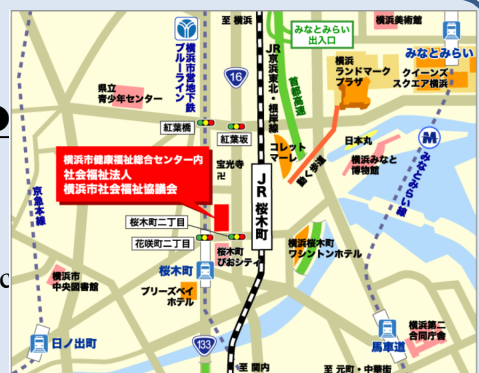 至 横浜
横浜美術館
みなとみらい
出入口
みなとみらい
横浜市営地下鉄
ブルーライン
16
JR京浜東北・根岸線
首都高速
横浜
ランドマーク
プラザ
クイーンズ
スクエア横浜
県立
青少年センター
紅葉橋
紅葉坂
コレット
マーレ
日本丸
動く歩道
横浜みなと
博物館
みなとみらい線
横浜市健康福祉総合センター内
社会福祉法人
横浜市社会福祉協議会
宝光寺
卍
JR 桜木町
京急本線
桜木町二丁目
花咲町二丁目
桜木町
ぴおシティ
横浜桜木町
ワシントンホテル
横浜市
中央図書館
桜木町
ブリーズベイ
ホテル
日ノ出町
133
馬車道
横浜第二
合同庁舎
至 関内
至 元町・中華街